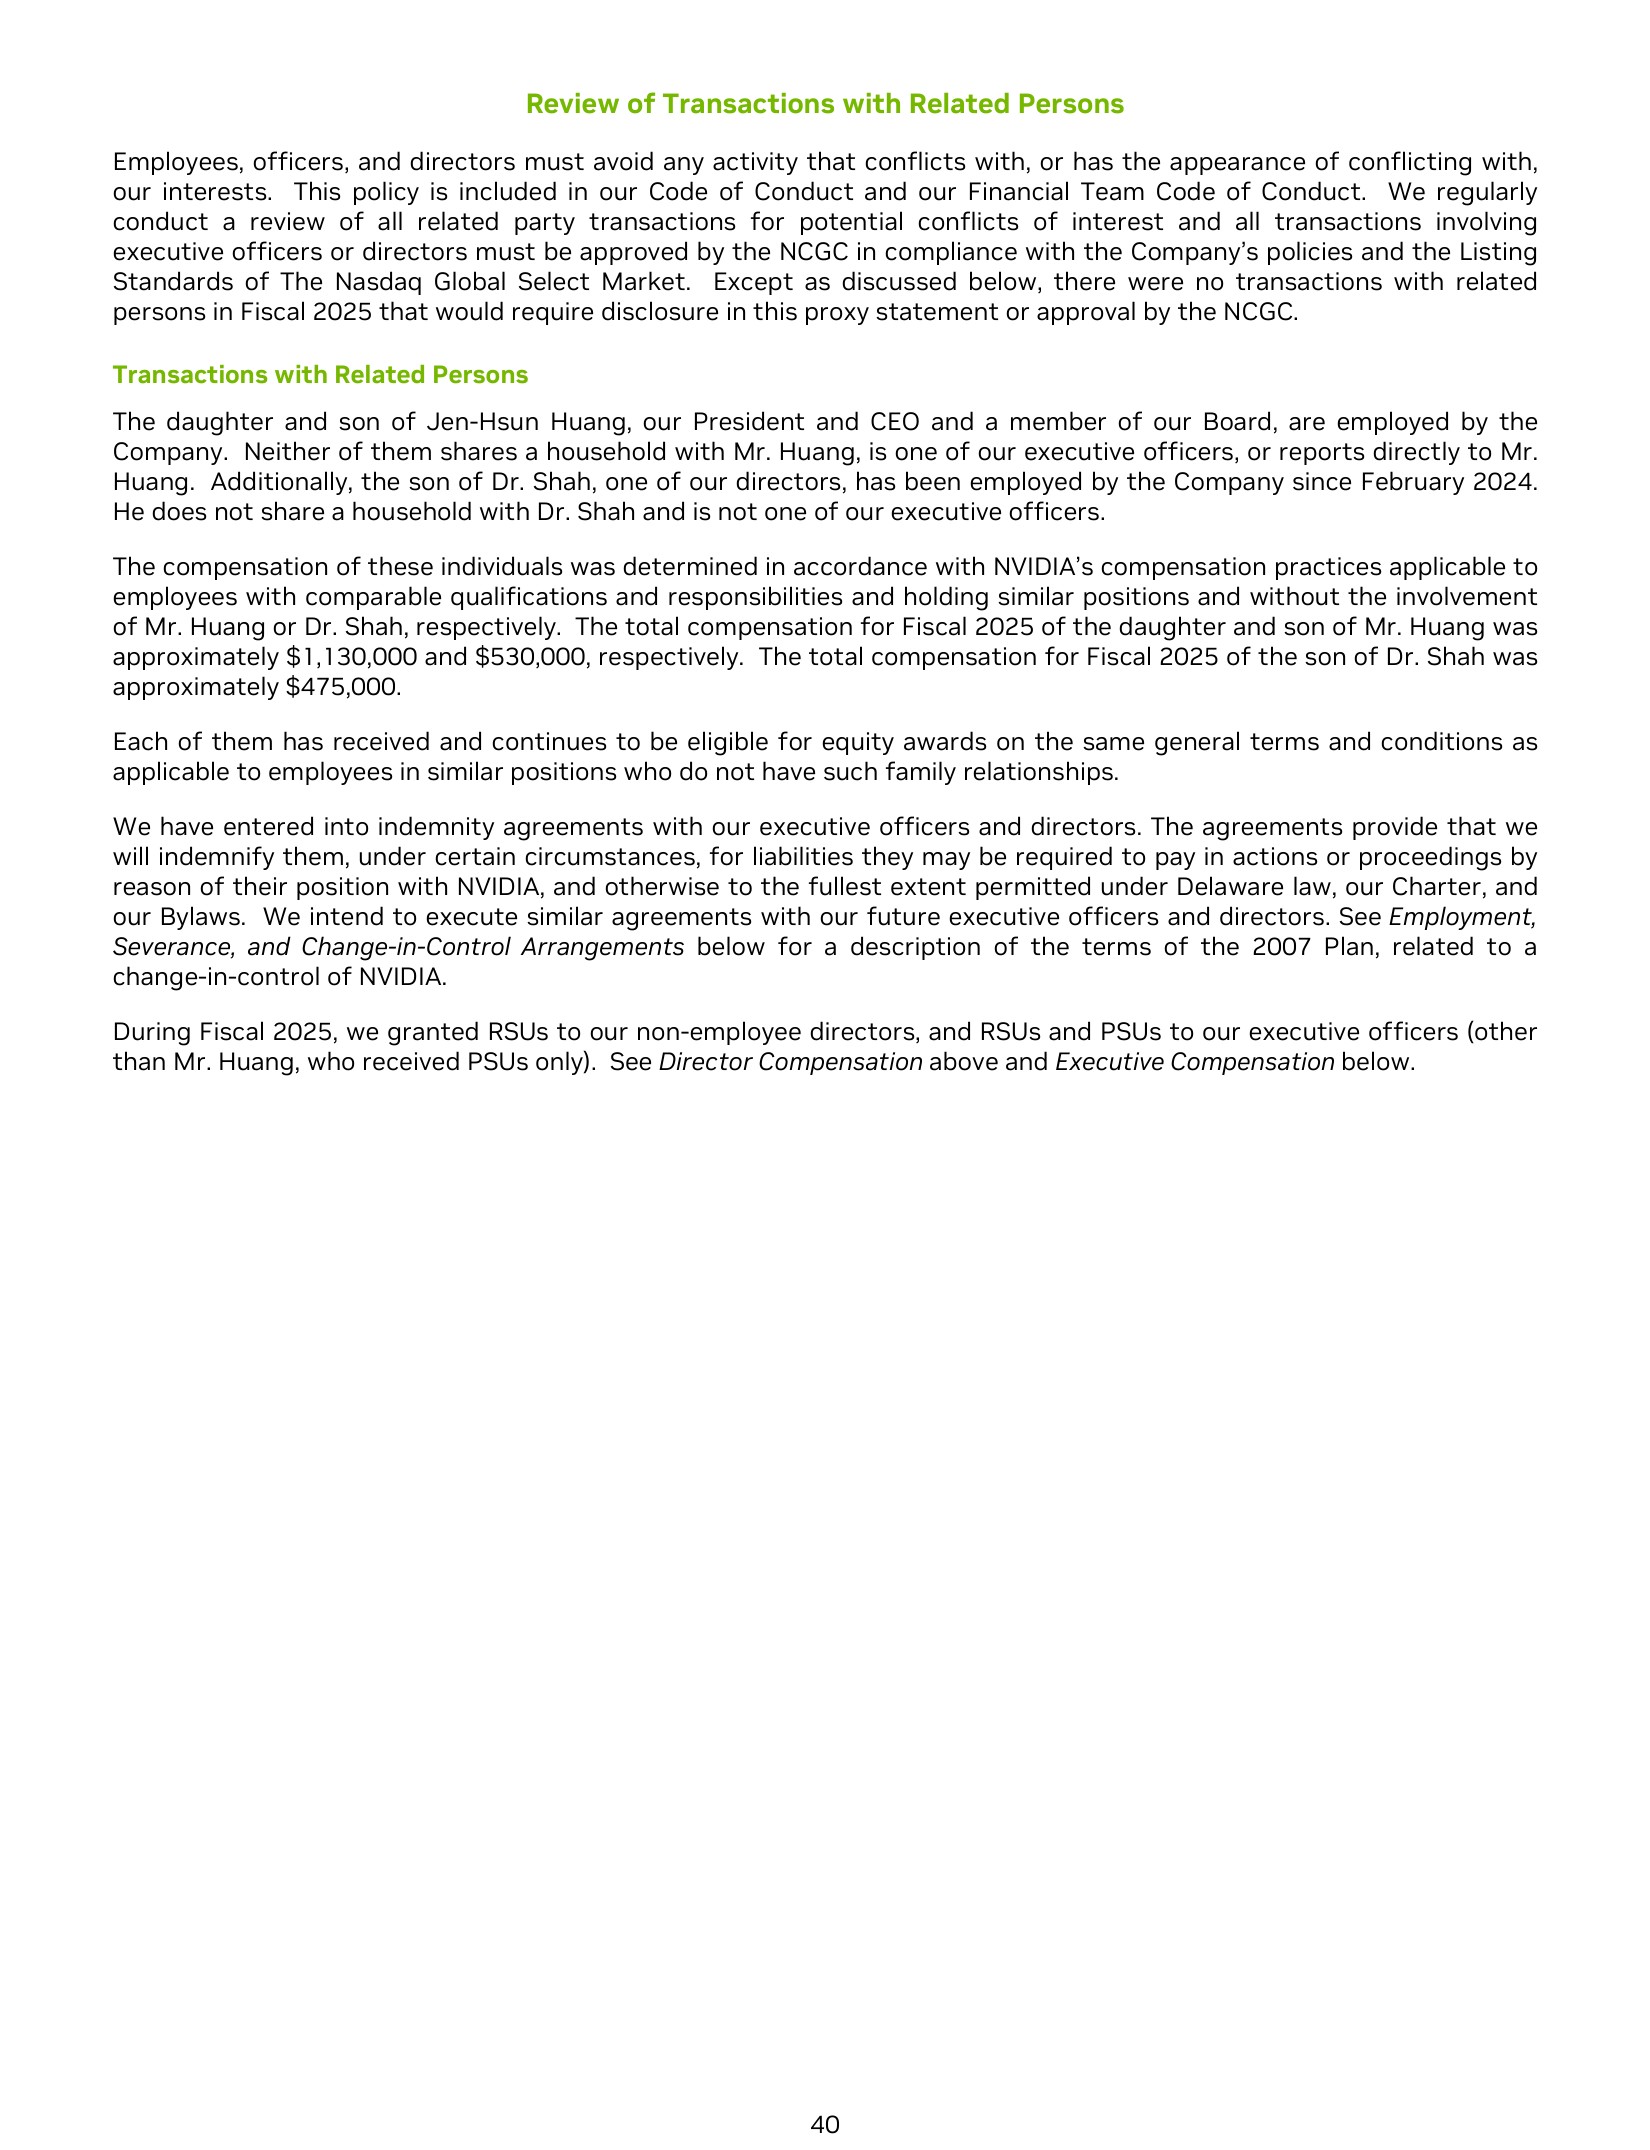 Review of Transactions with Related Persons
Employees, officers, and directors must avoid any activity that conflicts with, or has the appearance of conflicting with,
our interests.  This policy is included in our Code of Conduct and our Financial Team Code of Conduct.  We regularly
conduct a review of all related party transactions for potential conflicts of interest and all transactions involving
executive officers or directors must be approved by the NCGC in compliance with the Company’s policies and the Listing
Standards of The Nasdaq Global Select Market.  Except as discussed below, there were no transactions with related
persons in Fiscal 2025 that would require disclosure in this proxy statement or approval by the NCGC.
Transactions with Related Persons
The daughter and son of Jen-Hsun Huang, our President and CEO and a member of our Board, are employed by the
Company.  Neither of them shares a household with Mr. Huang, is one of our executive officers, or reports directly to Mr.
Huang.  Additionally, the son of Dr. Shah, one of our directors, has been employed by the Company since February 2024.
He does not share a household with Dr. Shah and is not one of our executive officers.
The compensation of these individuals was determined in accordance with NVIDIA’s compensation practices applicable to
employees with comparable qualifications and responsibilities and holding similar positions and without the involvement
of Mr. Huang or Dr. Shah, respectively.  The total compensation for Fiscal 2025 of the daughter and son of Mr. Huang was
approximately $1,130,000 and $530,000, respectively.  The total compensation for Fiscal 2025 of the son of Dr. Shah was
approximately $475,000.
Each of them has received and continues to be eligible for equity awards on the same general terms and conditions as
applicable to employees in similar positions who do not have such family relationships.
We have entered into indemnity agreements with our executive officers and directors. The agreements provide that we
will indemnify them, under certain circumstances, for liabilities they may be required to pay in actions or proceedings by
reason of their position with NVIDIA, and otherwise to the fullest extent permitted under Delaware law, our Charter, and
our Bylaws.  We intend to execute similar agreements with our future executive officers and directors. See Employment,
Severance, and Change-in-Control Arrangements below for a description of the terms of the 2007 Plan, related to a
change-in-control of NVIDIA.
During Fiscal 2025, we granted RSUs to our non-employee directors, and RSUs and PSUs to our executive officers (other
than Mr. Huang, who received PSUs only).  See Director Compensation above and Executive Compensation below.
40